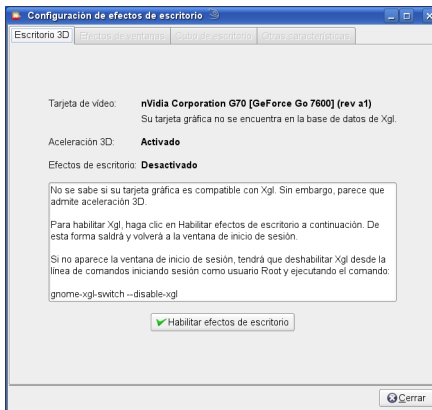 Configuración de efectos de escritorio
Escritorio 3D Efectos de ventanas Cubo de escritorio Otras características
Tarjeta de vídeo: nVidia Corporation G70 [GeForce Go 7600] (rev a1)
Su tarjeta gráfica no se encuentra en la base de datos de Xgl.
Aceleración 3D: Activado
Efectos de escritorio: Desactivado
No se sabe si su tarjeta gráfica es compatible con Xgl. Sin embargo, parece que
admite aceleración 3D.
Para habilitar Xgl, haga clic en Habilitar efectos de escritorio a continuación. De
esta forma saldrá y volverá a la ventana de inicio de sesión.
Si no aparece la ventana de inicio de sesión, tendrá que deshabilitar Xgl desde la
línea de comandos iniciando sesión como usuario Root y ejecutando el comando:
gnome-xgl-switch --disable-xgl
Habilitar efectos de escritorio
Cerrar